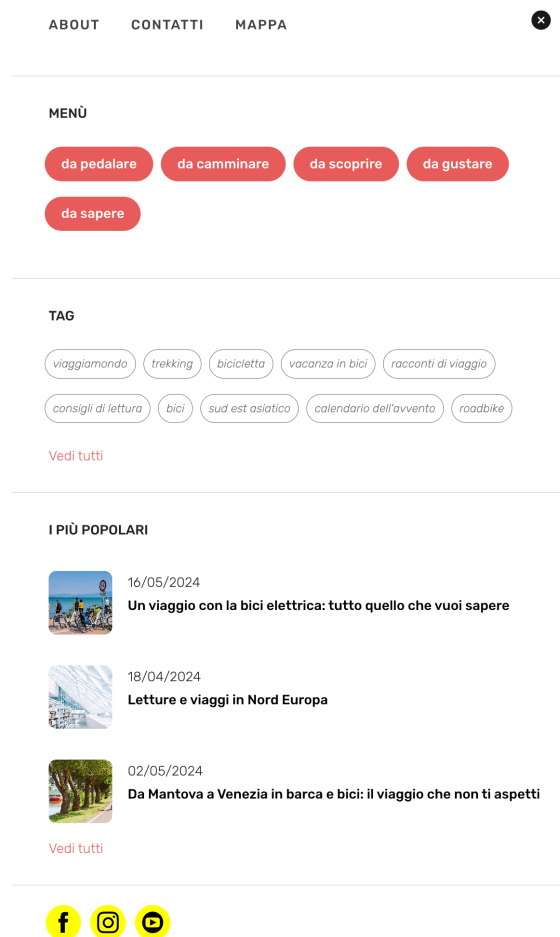 ABOUT CONTATTI MAPPA
MENÙ
da pedalare da camminare da scoprire da gustare
da sapere
TAG
viaggiamondo trekking bicicletta vacanza in bici racconti di viaggio
consigli di lettura bici sud est asiatico calendario dell'avvento roadbike
Vedi tutti
I PIÙ POPOLARI
16/05/2024
Un viaggio con la bici elettrica: tutto quello che vuoi sapere
18/04/2024
Letture e viaggi in Nord Europa
02/05/2024
Da Mantova a Venezia in barca e bici: il viaggio che non ti aspetti
Vedi tutti